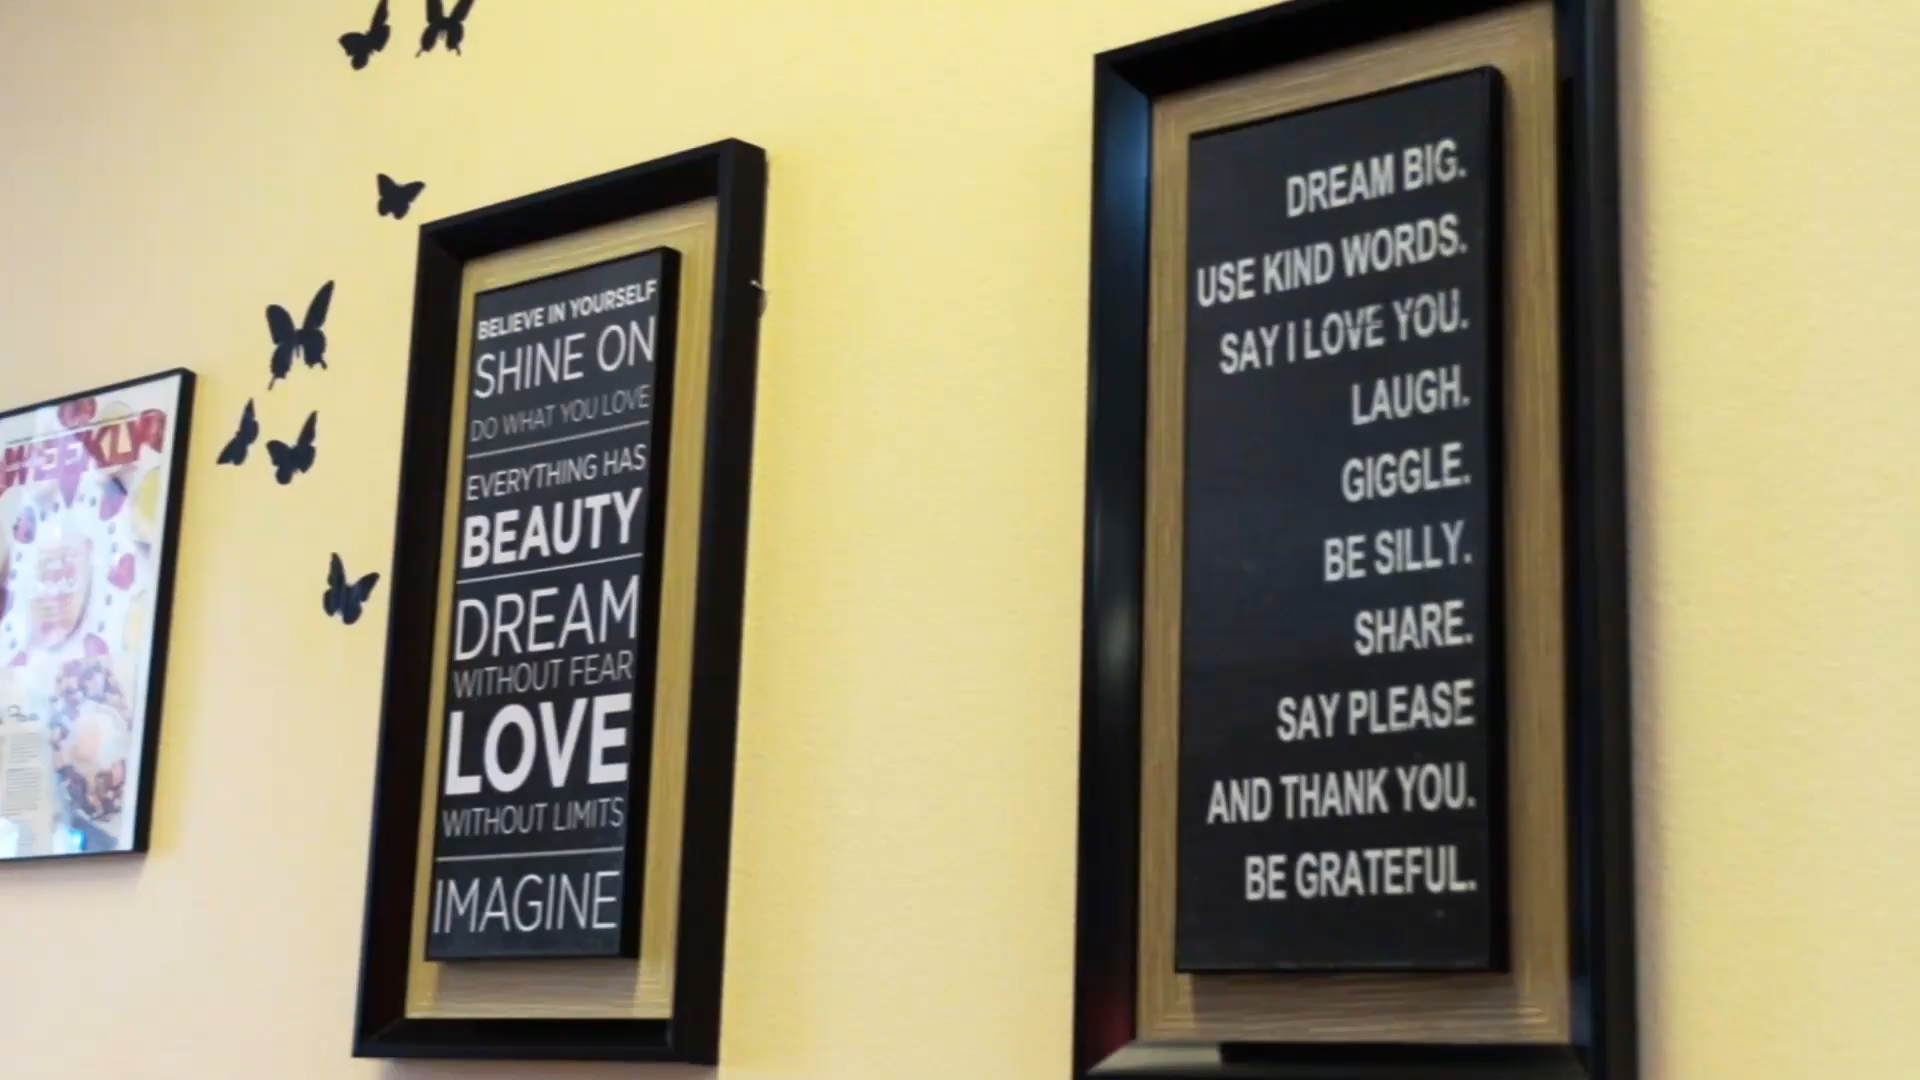 WEEKLY
BELIEVE IN YOURSELF
SHINE ON
DO WHAT YOU LOVE
EVERYTHING HAS
BEAUTY
DREAM
WITHOUT FEAR
LOVE
WITHOUT LIMITS
IMAGINE
DREAM BIG.
USE KIND WORDS.
SAY I LOVE YOU.
LAUGH.
GIGGLE.
BE SILLY.
SHARE.
SAY PLEASE
AND THANK YOU.
BE GRATEFUL.